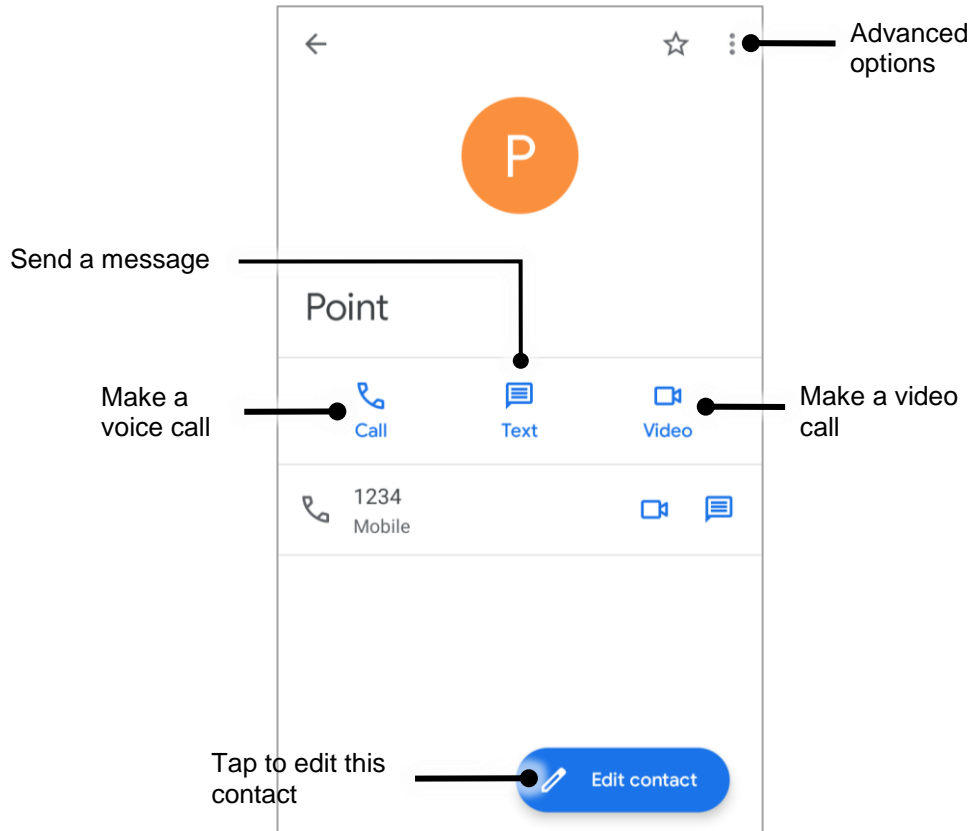 Advanced
options
P
Send a message
Point
Make a
voice call
Call
Text
Video
Make a video
call
1234
Mobile
Tap to edit this
contact
Edit contact